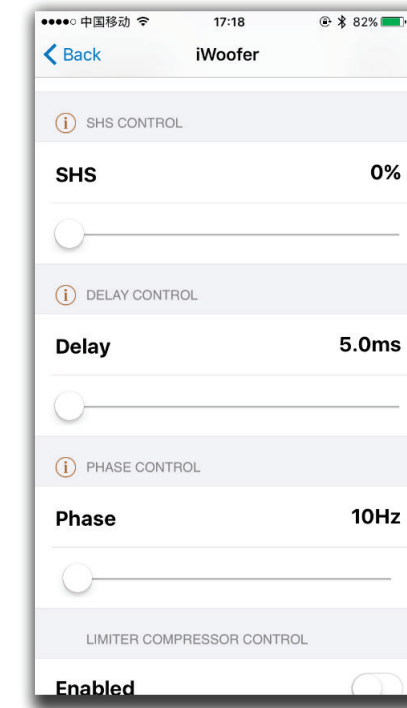 中国移动 17:18 82%
Back iWoofer
SHS CONTROL
SHS 0%
DELAY CONTROL
Delay 5.0ms
PHASE CONTROL
Phase 10Hz
LIMITER COMPRESSOR CONTROL
Enabled